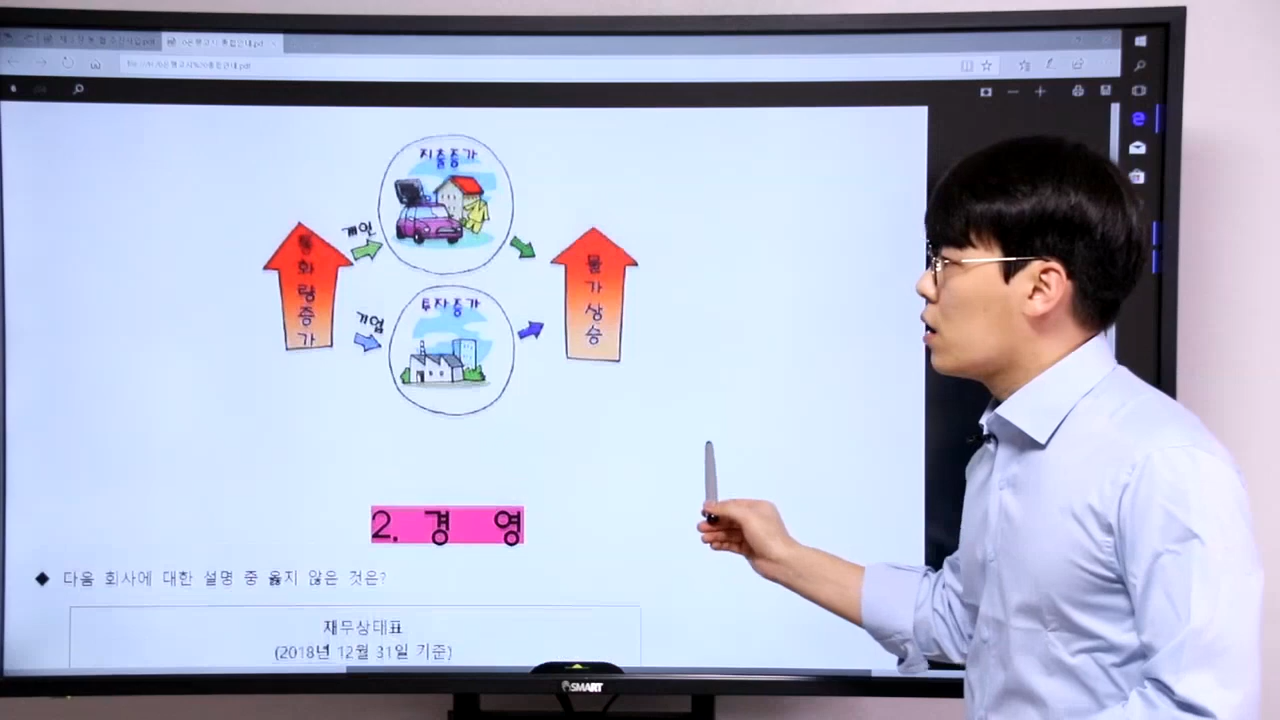 지출증가
개인
통화량증가
물가상승
기업
투자증가
2. 경 영
◆ 다음 회사에 대한 설명 중 옳지 않은 것은?
재무상태표
(2018년 12월 31일 기준)
SMART